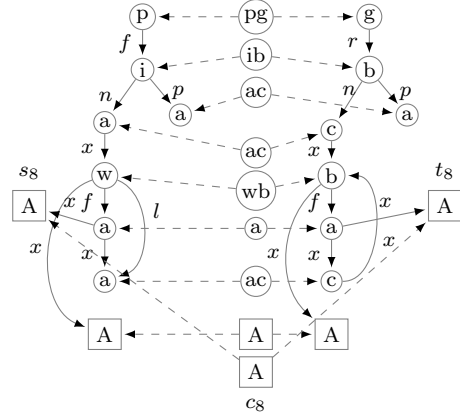 p pg g
f r
ib
i b
n p ac n p
a a
a ac c
x x
w wb b
s8 t8
A x f l f x A
a a a
x x x x x
a ac c
A A A
A
c8